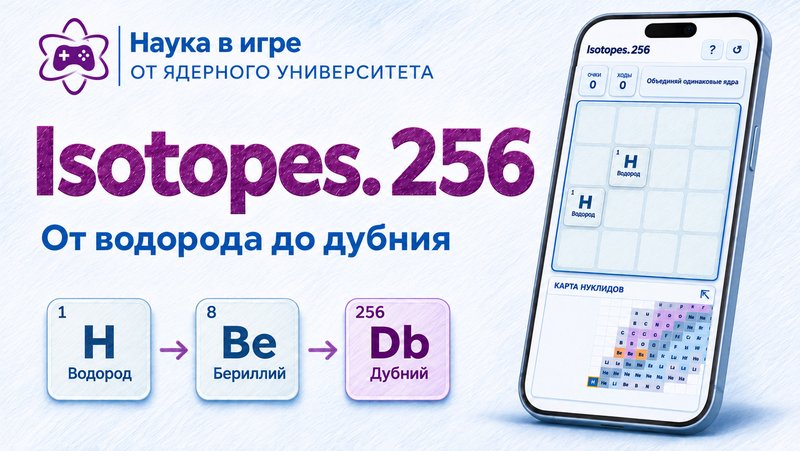 Наука в игре
ОТ ЯДЕРНОГО УНИВЕРСИТЕТА
Isotopes.256
От водорода до дубния
1
H
Водород
8
Be
Бериллий
256
Db
Дубний
Isotopes.256
?
ОЧКИ
0
ХОДЫ
0
Объединяй одинаковые ядра
1
H
Водород
1
H
Водород
КАРТА НУКЛИДОВ